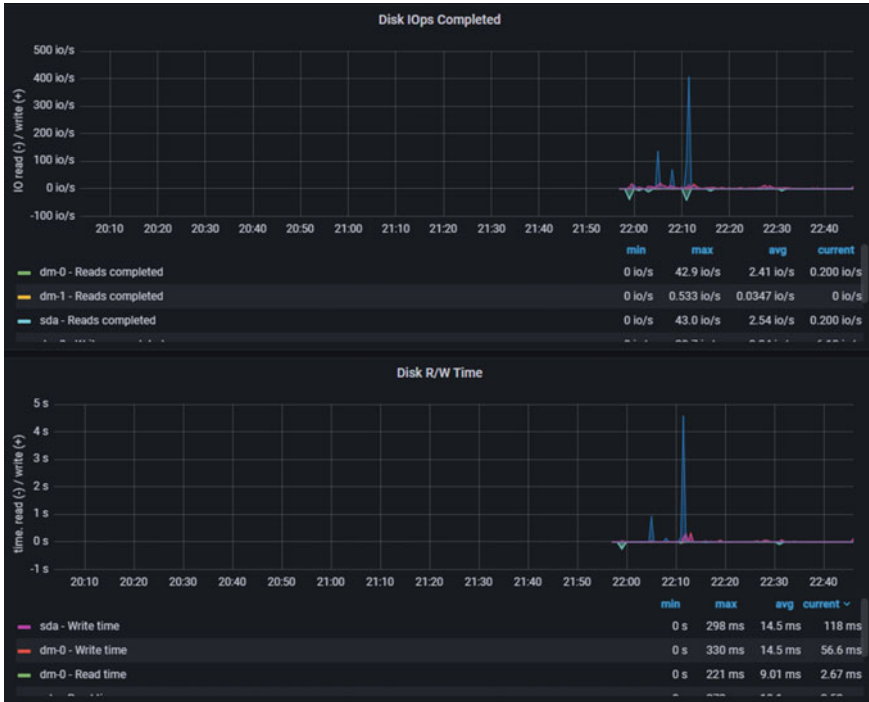 Disk IOps Completed
IO read (-) / write (+)
500 io/s
400 io/s
300 io/s
200 io/s
100 io/s
0 io/s
-100 io/s
20:10 20:20 20:30 20:40 20:50 21:00 21:10 21:20 21:30 21:40 21:50 22:00 22:10 22:20 22:30 22:40
min max avg current
dm-0 - Reads completed 0 io/s 42.9 io/s 2.41 io/s 0.200 io/s
dm-1 - Reads completed 0 io/s 0.533 io/s 0.0347 io/s 0 io/s
sda - Reads completed 0 io/s 43.0 io/s 2.54 io/s 0.200 io/s
Disk R/W Time
time. read (-) / write (+)
5 s
4 s
3 s
2 s
1 s
0 s
-1 s
20:10 20:20 20:30 20:40 20:50 21:00 21:10 21:20 21:30 21:40 21:50 22:00 22:10 22:20 22:30 22:40
min max avg current
sda - Write time 0 s 298 ms 14.5 ms 118 ms
dm-0 - Write time 0 s 330 ms 14.5 ms 56.6 ms
dm-0 - Read time 0 s 221 ms 9.01 ms 2.67 ms